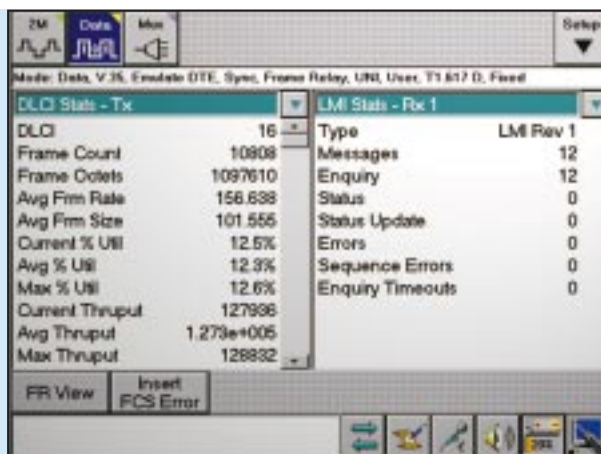 2M Data Mux Setup
Mode: Data, V.35, Emulate DTE, Sync, Frame Relay, UNI, User, T1.617 D, Fixed
DLCI Stats - Tx
DLCI 16
Frame Count 10808
Frame Octets 1097610
Avg Frm Rate 156.638
Avg Frm Size 101.555
Current % Util 12.5%
Avg % Util 12.3%
Max % Util 12.6%
Current Thruput 127936
Avg Thruput 1.273e+005
Max Thruput 128832
LMI Stats - Rx 1
Type LMI Rev 1
Messages 12
Enquiry 12
Status 0
Status Update 0
Errors 0
Sequence Errors 0
Enquiry Timeouts 0
FR View
Insert
FCS Error